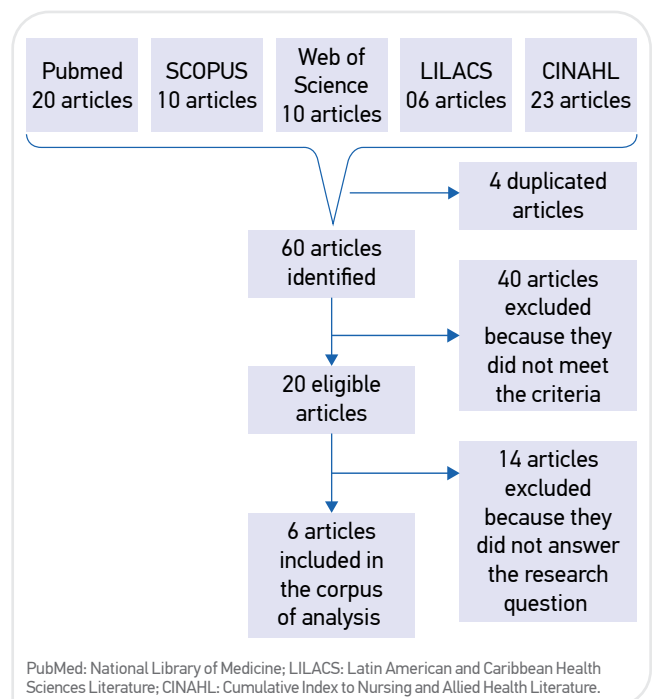 Pubmed
20 articles
SCOPUS
10 articles
Web of
Science
10 articles
LILACS
06 articles
CINAHL
23 articles
4 duplicated
articles
60 articles
identified
40 articles
excluded
because they
did not meet
the criteria
20 eligible
articles
14 articles
excluded
because they
did not answer
the research
question
6 articles
included in
the corpus
of analysis
PubMed: National Library of Medicine; LILACS: Latin American and Caribbean Health
Sciences Literature; CINAHL: Cumulative Index to Nursing and Allied Health Literature.